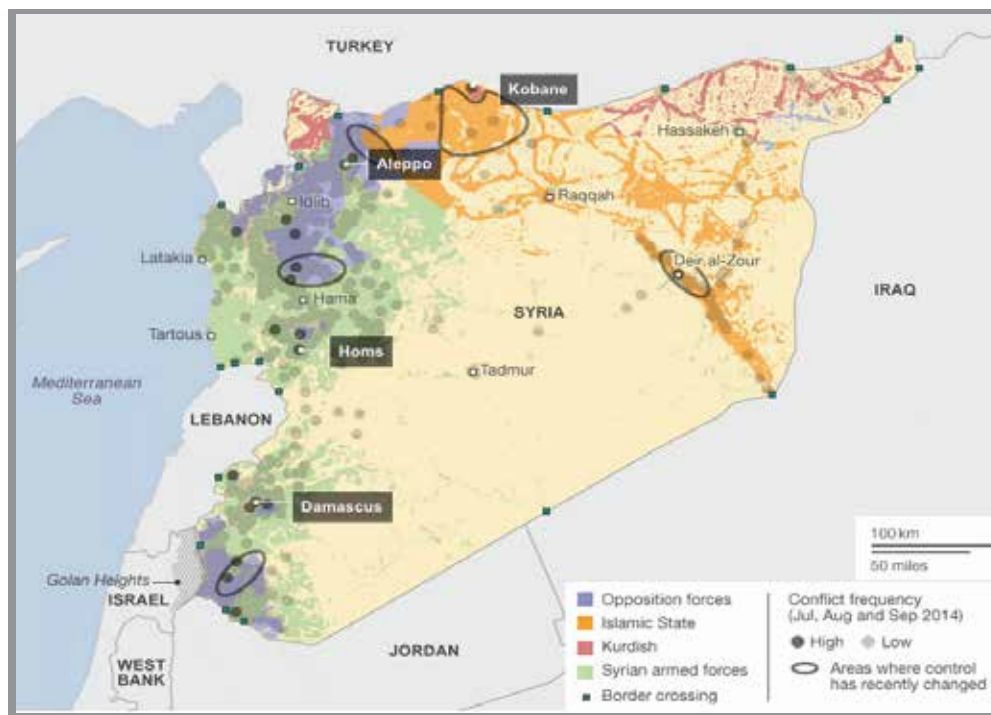 TURKEY
Kobane
Hassakeh
Aleppo
Idlib
Raqqah
Latakia
Deir al-Zour
IRAQ
Hama
SYRIA
Tartous
Homs
Tadmur
Mediterranean
Sea
LEBANON
Damascus
100 km
50 miles
Golan Heights
ISRAEL
JORDAN
WEST
BANK
Opposition forces
Islamic State
Kurdish
Syrian armed forces
Border crossing
Conflict frequency
(Jul, Aug and Sep 2014)
High Low
Areas where control
has recently changed